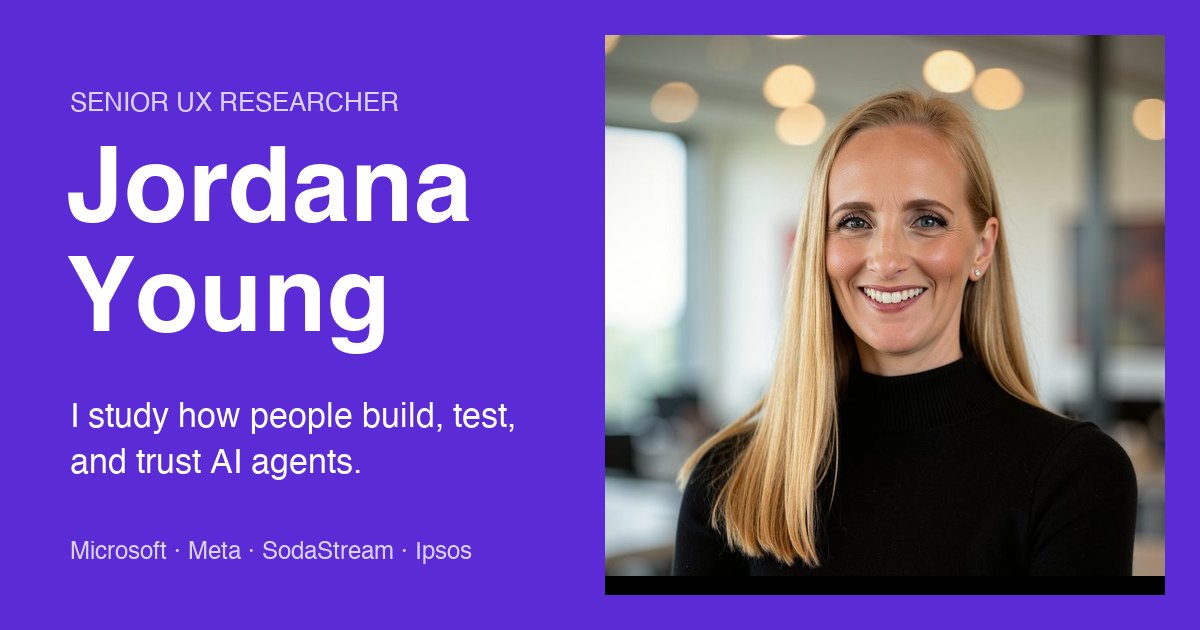 SENIOR UX RESEARCHER
Jordana
Young
I study how people build, test,
and trust AI agents.
Microsoft · Meta · SodaStream · Ipsos